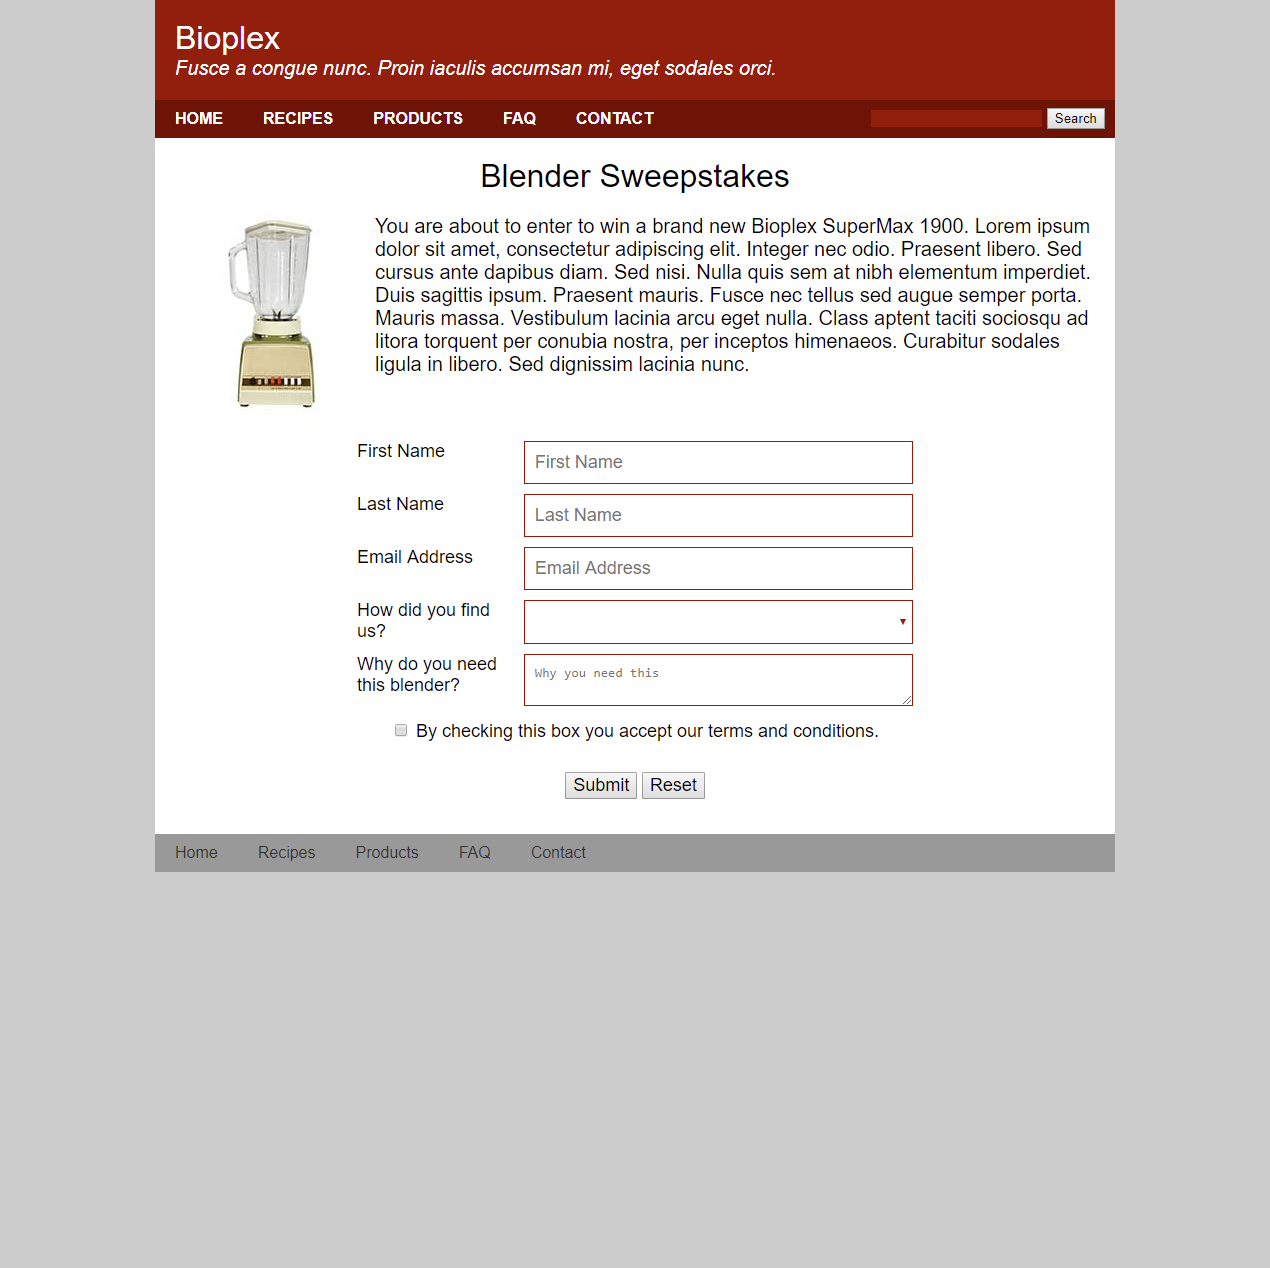 Bioplex
Fusce a congue nunc. Proin iaculis accumsan mi, eget sodales orci.
HOME RECIPES PRODUCTS FAQ CONTACT Search
Blender Sweepstakes
You are about to enter to win a brand new Bioplex SuperMax 1900. Lorem ipsum
dolor sit amet, consectetur adipiscing elit. Integer nec odio. Praesent libero. Sed
cursus ante dapibus diam. Sed nisi. Nulla quis sem at nibh elementum imperdiet.
Duis sagittis ipsum. Praesent mauris. Fusce nec tellus sed augue semper porta.
Mauris massa. Vestibulum lacinia arcu eget nulla. Class aptent taciti sociosqu ad
litora torquent per conubia nostra, per inceptos himenaeos. Curabitur sodales
ligula in libero. Sed dignissim lacinia nunc.
First Name First Name
Last Name Last Name
Email Address Email Address
How did you find
us?
Why do you need Why you need this
this blender?
By checking this box you accept our terms and conditions.
Submit Reset
Home Recipes Products FAQ Contact